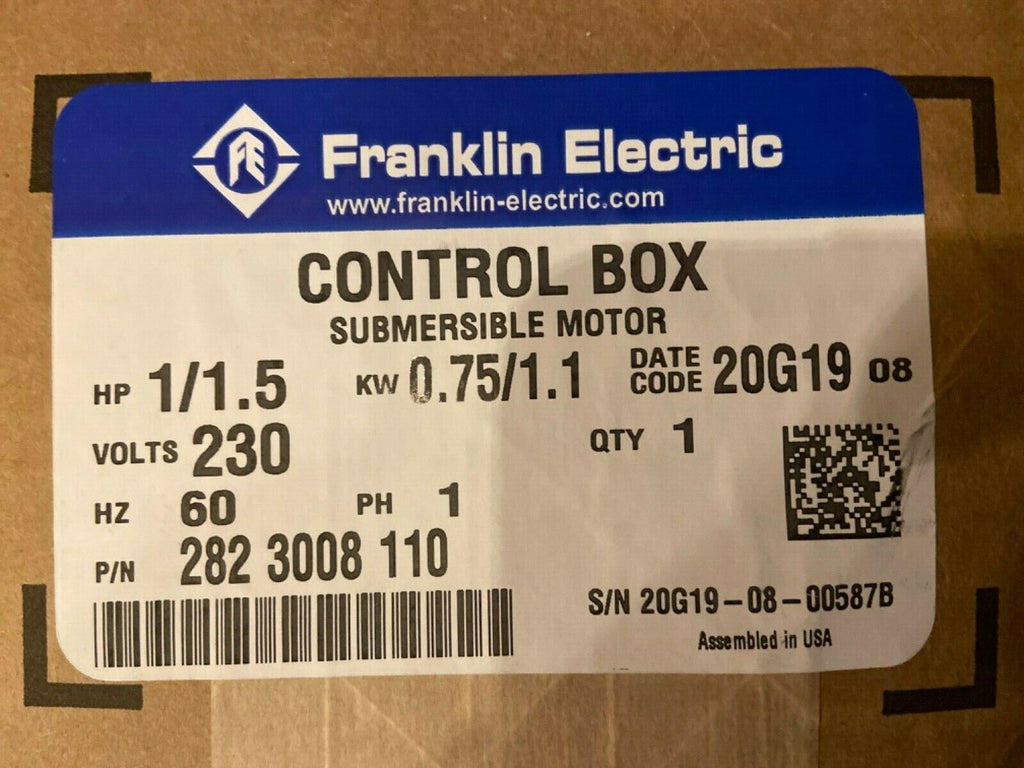 FE Franklin Electric
www.franklin-electric.com
CONTROL BOX
SUBMERSIBLE MOTOR
HP 1/1.5 KW 0.75/1.1 DATE CODE 20G19 08
VOLTS 230 QTY 1
HZ 60 PH 1
P/N 282 3008 110
S/N 20G19-08-00587B
Assembled in USA